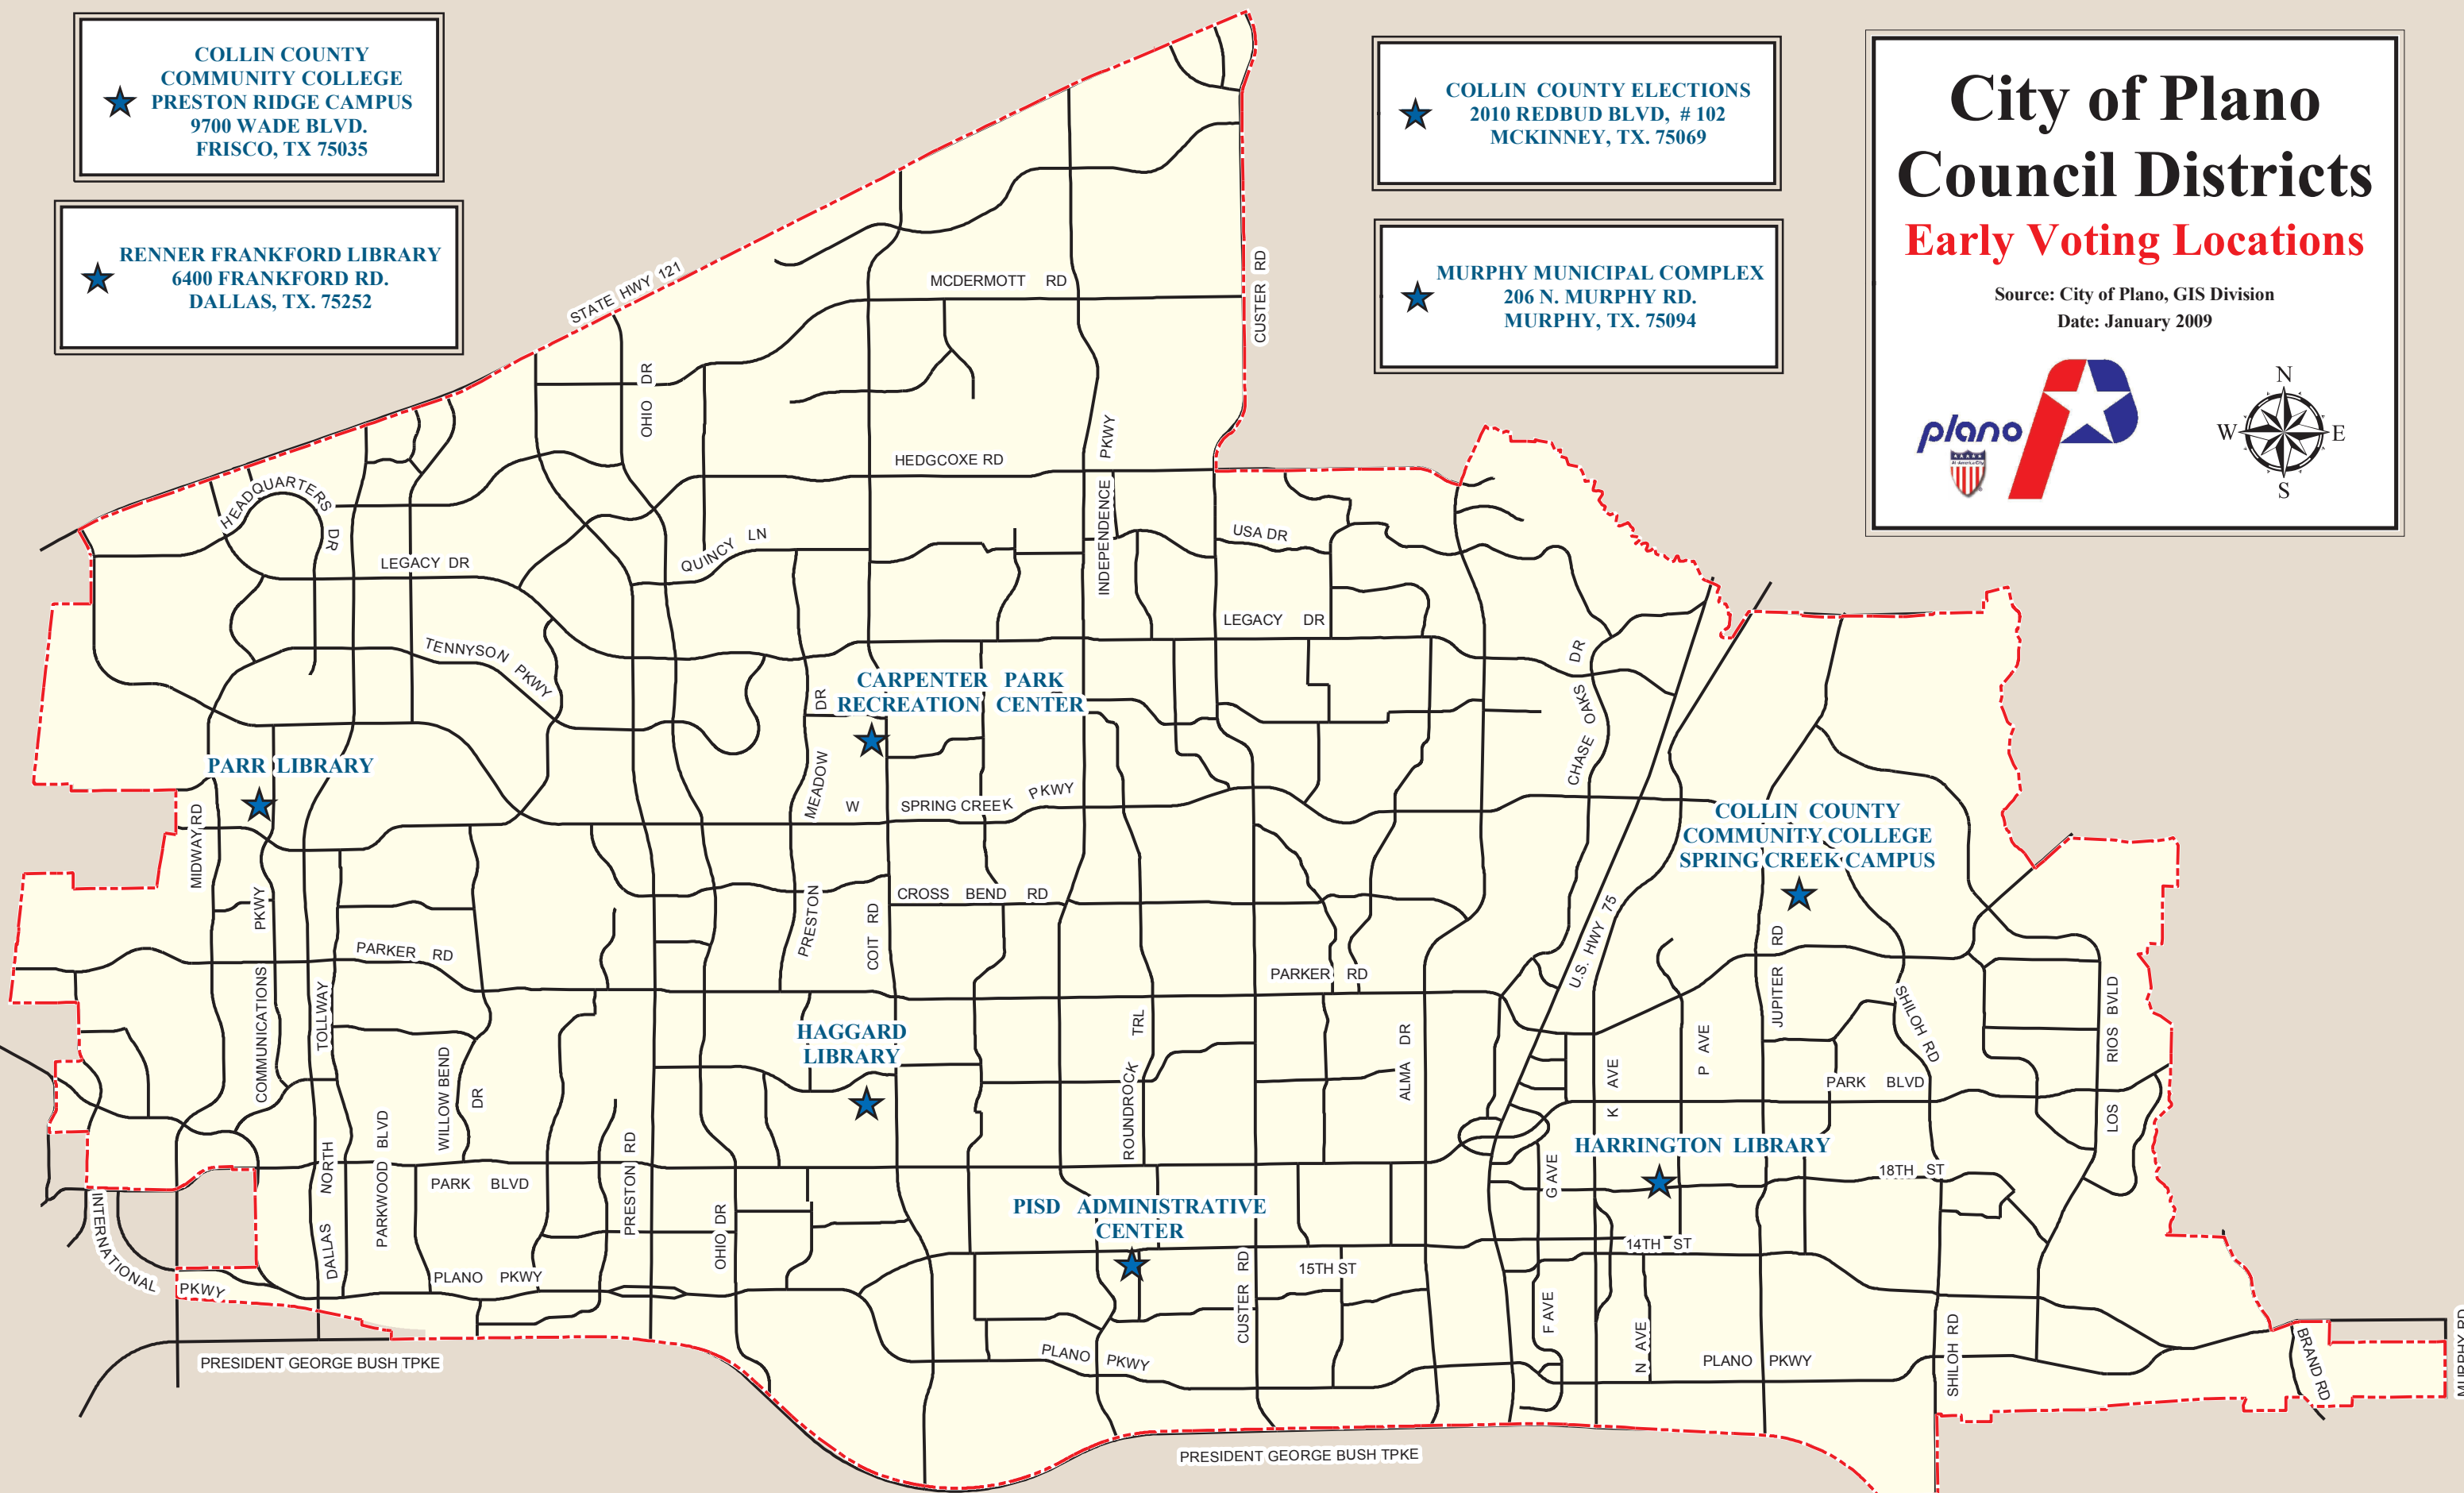 COLLIN COUNTY
COMMUNITY COLLEGE
PRESTON RIDGE CAMPUS
9700 WADE BLVD.
FRISCO, TX 75035
RENNER FRANKFORD LIBRARY
6400 FRANKFORD RD.
DALLAS, TX. 75252
COLLIN COUNTY ELECTIONS
2010 REDBUD BLVD, # 102
MCKINNEY, TX. 75069
MURPHY MUNICIPAL COMPLEX
206 N. MURPHY RD.
MURPHY, TX. 75094
City of Plano
Council Districts
Early Voting Locations
Source: City of Plano, GIS Division
Date: January 2009
plano
N
W
E
S
STATE HWY 121
MCDERMOTT RD
CUSTER RD
OHIO DR
HEDGCOXE RD
INDEPENDENCE PKWY
HEADQUARTERS DR
LEGACY DR
QUINCY LN
USA DR
LEGACY DR
TENNYSON PKWY
CARPENTER PARK
RECREATION CENTER
CHASE OAKS DR
PARR LIBRARY
PRESTON MEADOW DR
W SPRING CREEK PKWY
COLLIN COUNTY
COMMUNITY COLLEGE
SPRING CREEK CAMPUS
MIDWAY RD
CROSS BEND RD
COIT RD
U.S. HWY 75
PARKER RD
PARKER RD
COMMUNICATIONS PKWY
DALLAS NORTH TOLLWAY
JUPITER RD
SHILOH RD
LOS RIOS BVLD
HAGGARD
LIBRARY
ROUNDROCK TRL
ALMA DR
K AVE
P AVE
PARK BLVD
WILLOW BEND DR
PARKWOOD BLVD
PRESTON RD
HARRINGTON LIBRARY
G AVE
18TH ST
PARK BLVD
PISD ADMINISTRATIVE
CENTER
OHIO DR
INTERNATIONAL PKWY
14TH ST
15TH ST
CUSTER RD
PLANO PKWY
F AVE
N AVE
PLANO PKWY
PLANO PKWY
SHILOH RD
BRAND RD
MURPHY RD
PRESIDENT GEORGE BUSH TPKE
PRESIDENT GEORGE BUSH TPKE